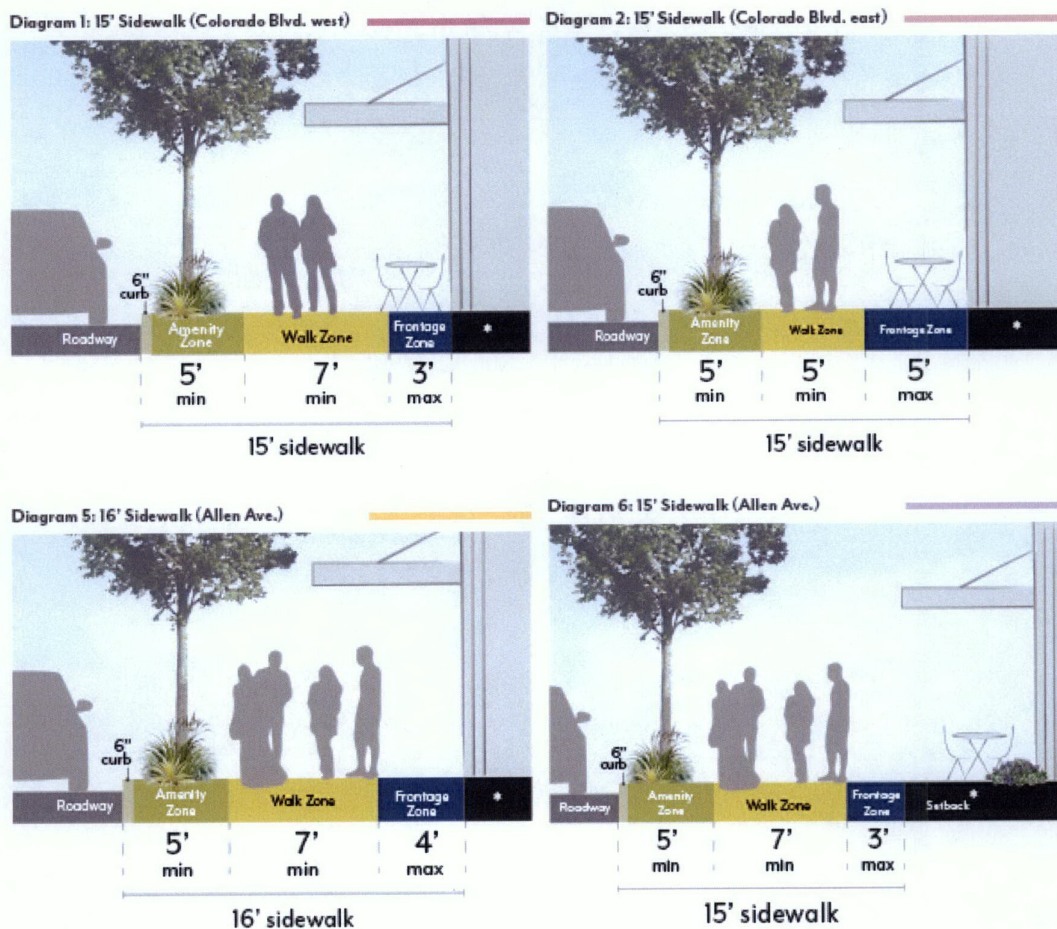 Diagram 1: 15' Sidewalk (Colorado Blvd. west)
6"
curb
Roadway
Amenity
Zone
Walk Zone
Frontage
Zone
*
5'
min
7'
min
3'
max
15' sidewalk
Diagram 2: 15' Sidewalk (Colorado Blvd. east)
6"
curb
Roadway
Amenity
Zone
Walk Zone
Frontage Zone
*
5'
min
5'
min
5'
max
15' sidewalk
Diagram 5: 16' Sidewalk (Allen Ave.)
6"
curb
Roadway
Amenity
Zone
Walk Zone
Frontage
Zone
*
5'
min
7'
min
4'
max
16' sidewalk
Diagram 6: 15' Sidewalk (Allen Ave.)
6"
curb
Roadway
Amenity
Zone
Walk Zone
Frontage
Zone
*
Setback
5'
min
7'
min
3'
max
15' sidewalk